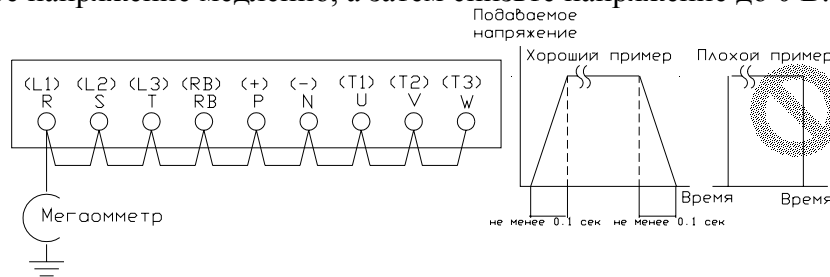 напряжение медленно, а затем снизьте напряжение до 0 В.
Подаваемое
напряжение
Хороший пример
Плохой пример
(L1) (L2) (L3) (RB) (+) (-) (T1) (T2) (T3)
R S T RB P N U V W
Мегаомметр
Время
Время
не менее 0.1 сек не менее 0.1 сек